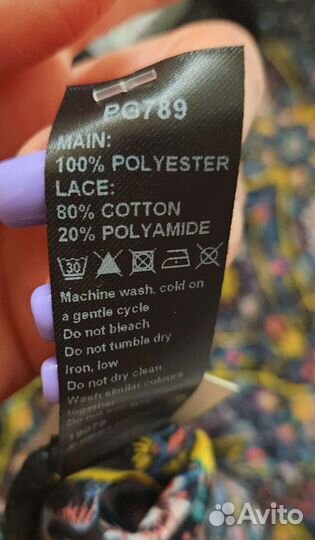 PG789
MAIN:
100% POLYESTER
LACE:
80% COTTON
20% POLYAMIDE
30
Machine wash, cold on
a gentle cycle
Do not bleach
Do not tumble dry
Iron, low
Do not dry clean
Wash similar colours
together
Avito